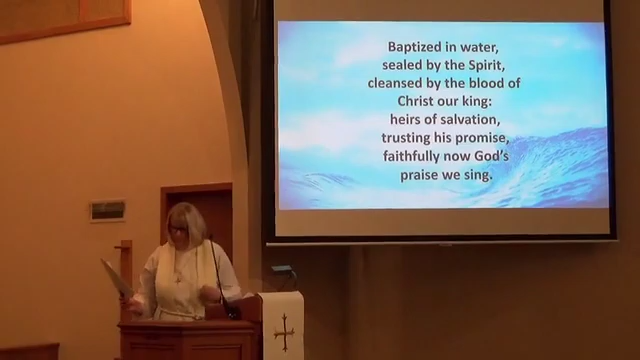 Baptized in water,
sealed by the Spirit,
cleansed by the blood of
Christ our king:
heirs of salvation,
trusting his promise,
faithfully now God's
praise we sing.